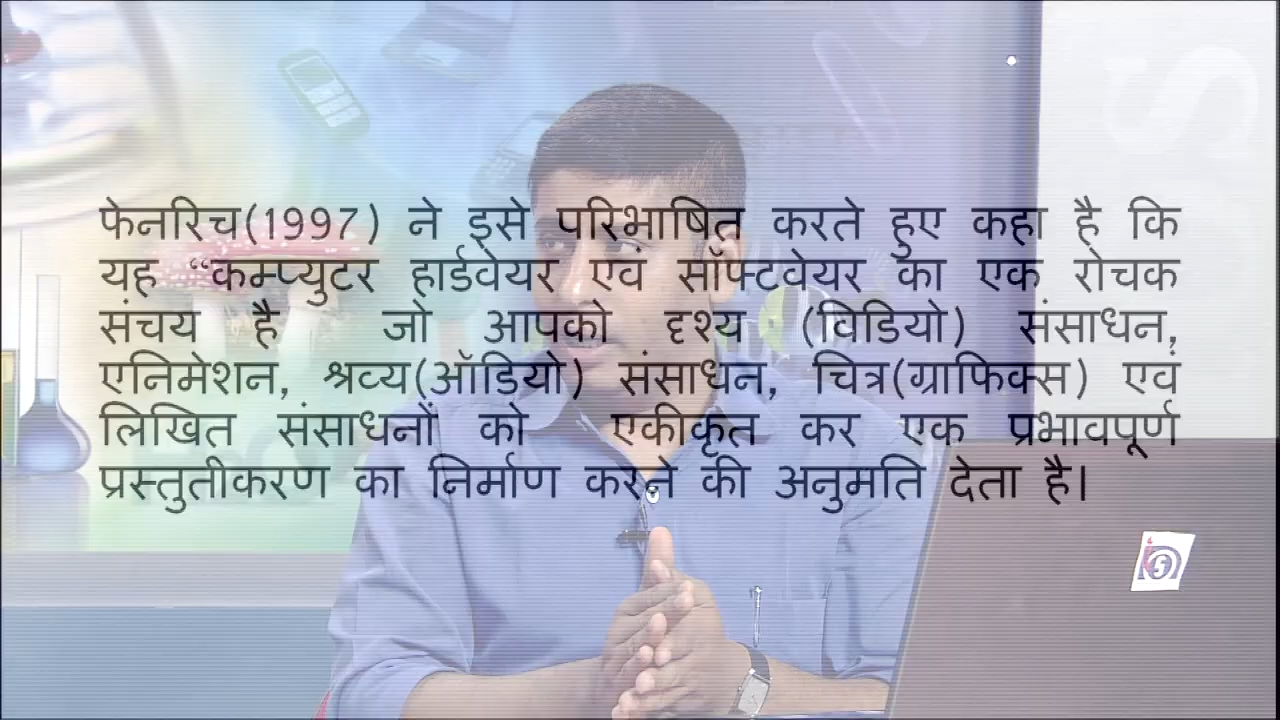 फेनरिच(1997) ने इसे परिभाषित करते हुए कहा है कि
यह “कम्प्युटर हार्डवेयर एवं सॉफ्टवेयर का एक रोचक
संचय है जो आपको दृश्य (विडियो) संसाधन,
एनिमेशन, श्रव्य(ऑडियो) संसाधन, चित्र(ग्राफिक्स) एवं
लिखित संसाधनों को एकीकृत कर एक प्रभावपूर्ण
प्रस्तुतीकरण का निर्माण करने की अनुमति देता है।